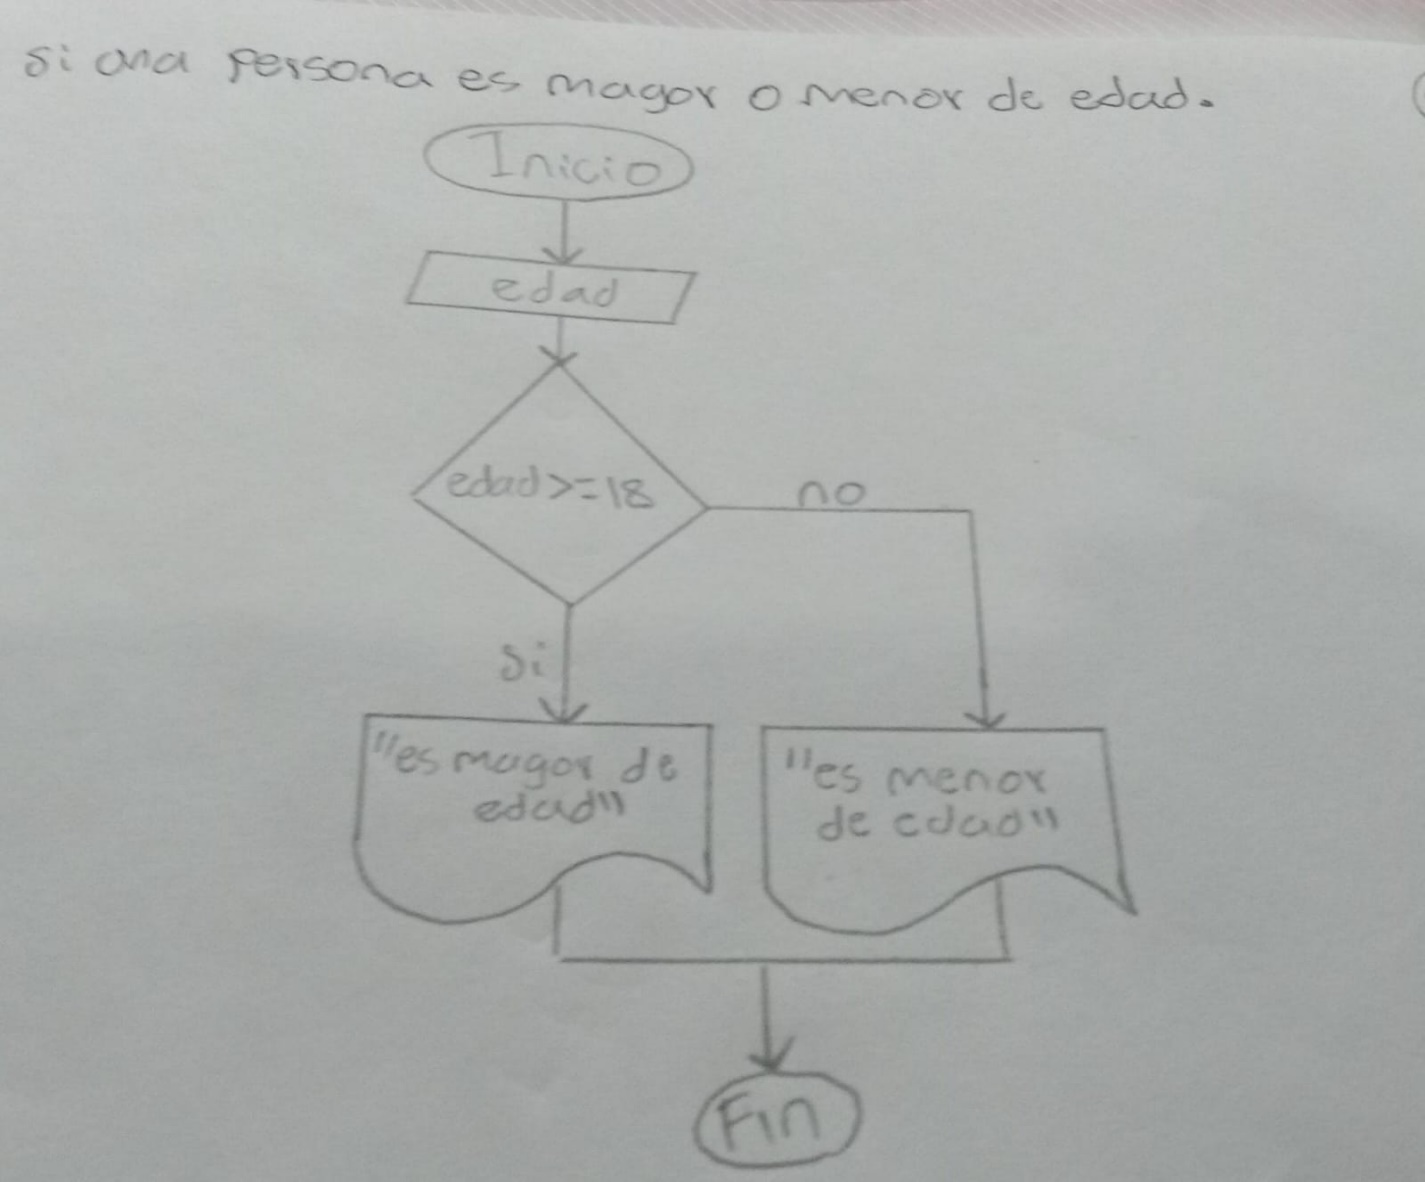 si una persona es mayor o menor de edad.
Inicio
edad
edad>=18
no
si
"es mayor de
edad"
"es menor
de edad"
Fin